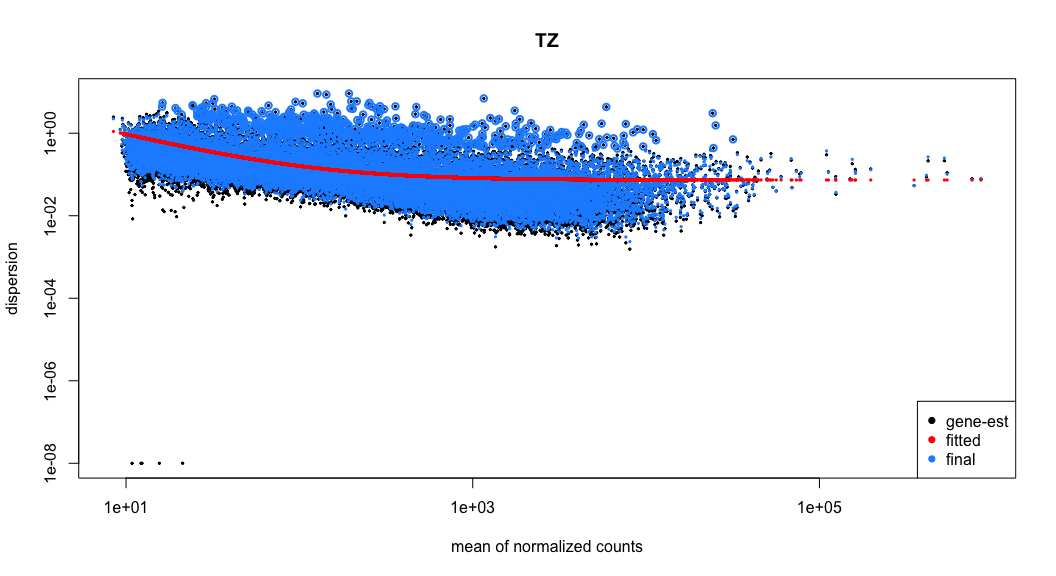 TZ
dispersion
1e+00
1e-02
1e-04
1e-06
1e-08
gene-est
fitted
final
1e+01
1e+03
1e+05
mean of normalized counts